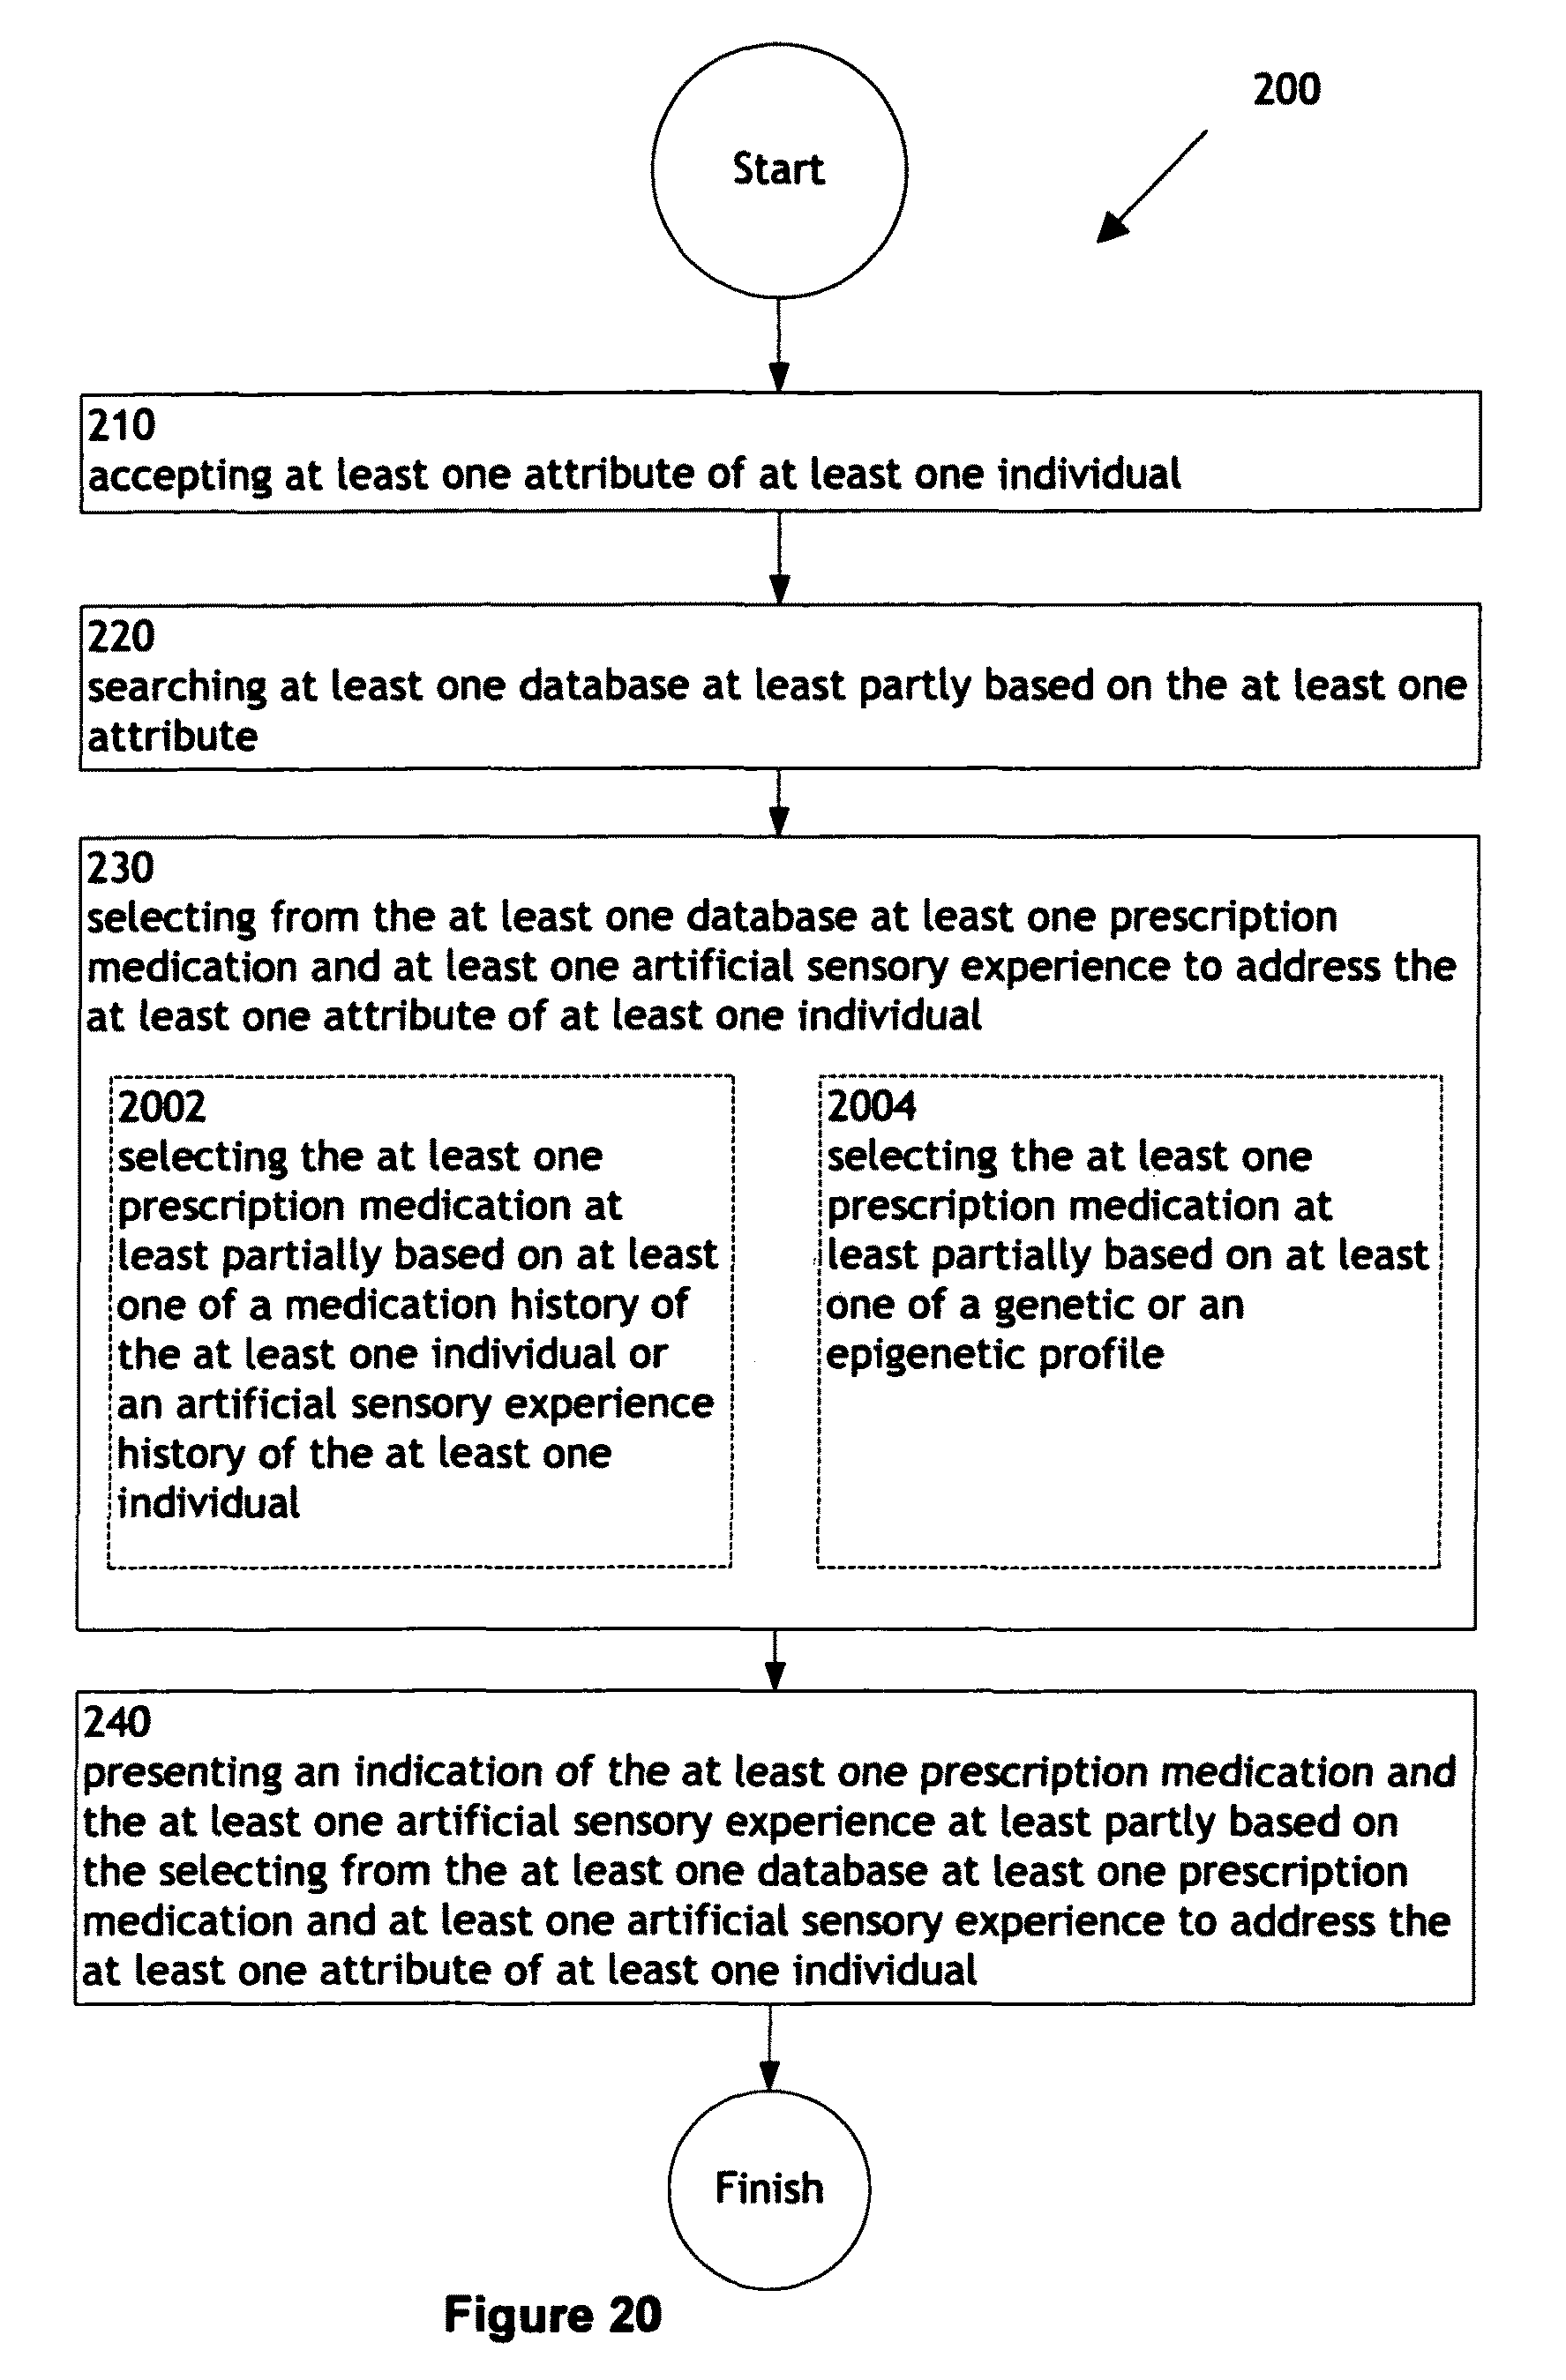 200
Start
210
accepting at least one attribute of at least one individual
220
searching at least one database at least partly based on the at least one
attribute
230
selecting from the at least one database at least one prescription
medication and at least one artificial sensory experience to address the
at least one attribute of at least one individual
2002
selecting the at least one
prescription medication at
least partially based on at least
one of a medication history of
the at least one individual or
an artificial sensory experience
history of the at least one
individual
2004
selecting the at least one
prescription medication at
least partially based on at least
one of a genetic or an
epigenetic profile
240
presenting an indication of the at least one prescription medication and
the at least one artificial sensory experience at least partly based on
the selecting from the at least one database at least one prescription
medication and at least one artificial sensory experience to address the
at least one attribute of at least one individual
Finish
Figure 20